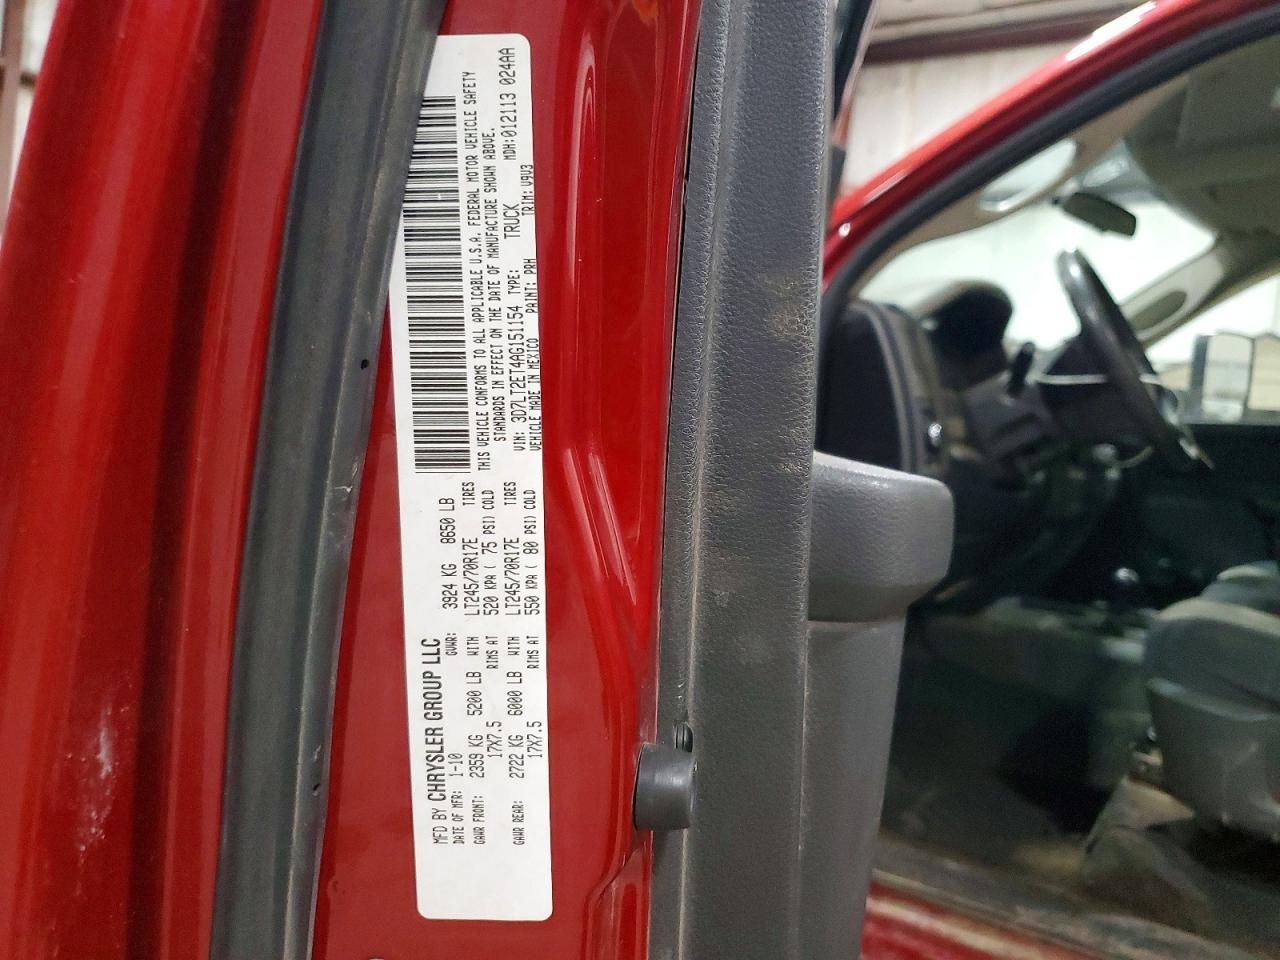 MFD BY CHRYSLER GROUP LLC
DATE OF MFR: 1-10 GVWR: 3924 KG 8650 LB
GAWR FRONT: 2359 KG 5200 LB WITH LT245/70R17E TIRES
17X7.5 RIMS AT 520 KPA ( 75 PSI) COLD
GAWR REAR: 2722 KG 6000 LB WITH LT245/70R17E TIRES
17X7.5 RIMS AT 550 KPA ( 80 PSI) COLD
THIS VEHICLE CONFORMS TO ALL APPLICABLE U.S.A. FEDERAL MOTOR VEHICLE SAFETY
STANDARDS IN EFFECT ON THE DATE OF MANUFACTURE SHOWN ABOVE.
VIN: 3D7LT2ET4AG151154 TYPE: TRUCK MDH:012113 024AA
VEHICLE MADE IN MEXICO PAINT: PRH TRIM: V9V3